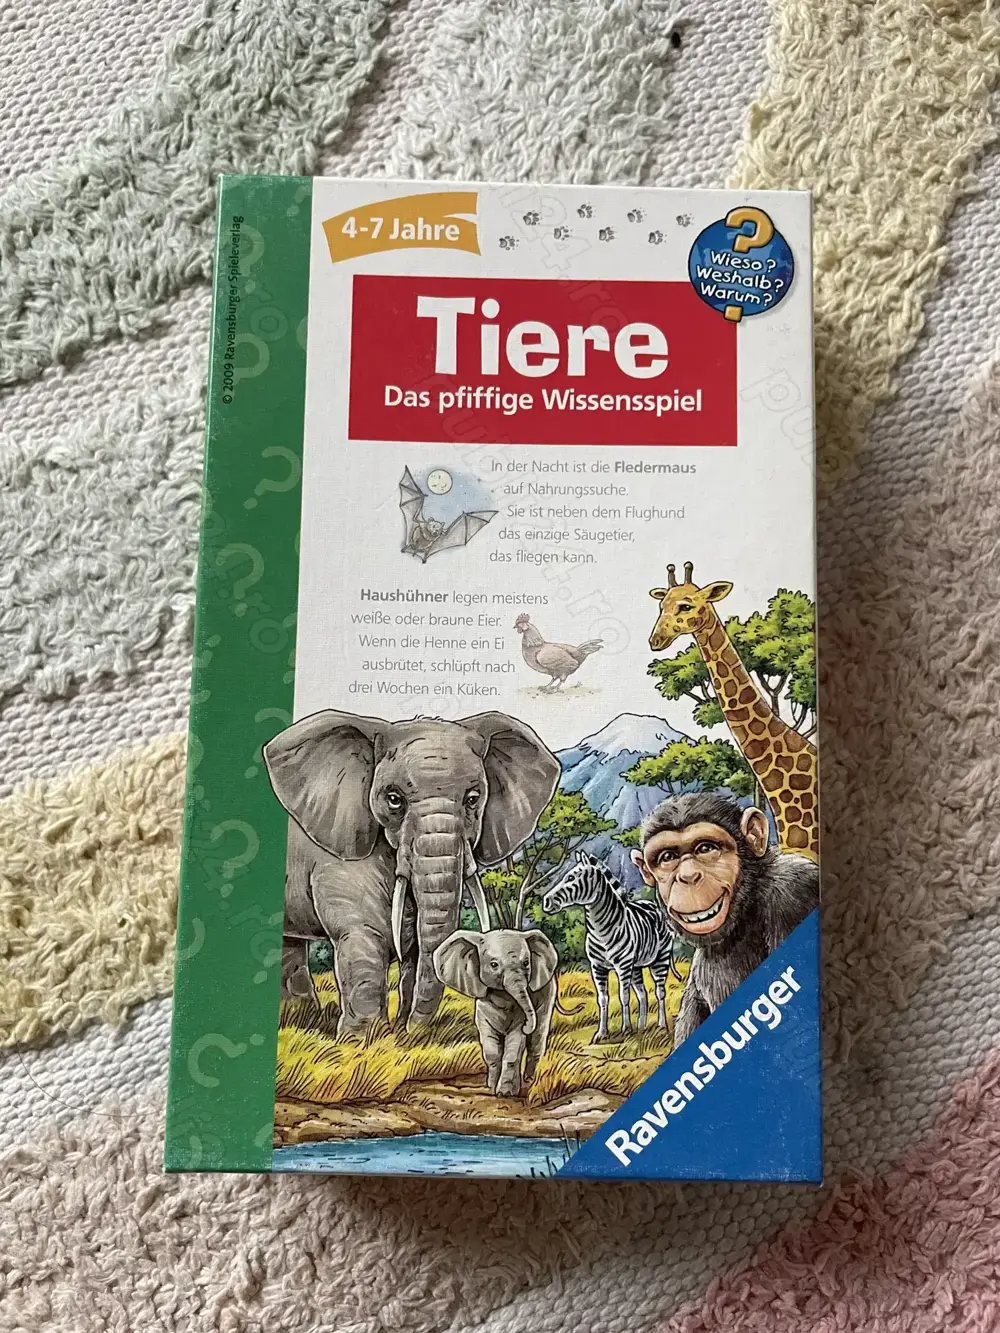 © 2009 Ravensburger Spieleverlag
4-7 Jahre
?
Wieso?
Weshalb?
Warum?
Tiere
Das pfiffige Wissensspiel
In der Nacht ist die Fledermaus
auf Nahrungssuche.
Sie ist neben dem Flughund
das einzige Säugetier,
das fliegen kann.
Haushühner legen meistens
weiße oder braune Eier.
Wenn die Henne ein Ei
ausbrütet, schlüpft nach
drei Wochen ein Küken.
Ravensburger